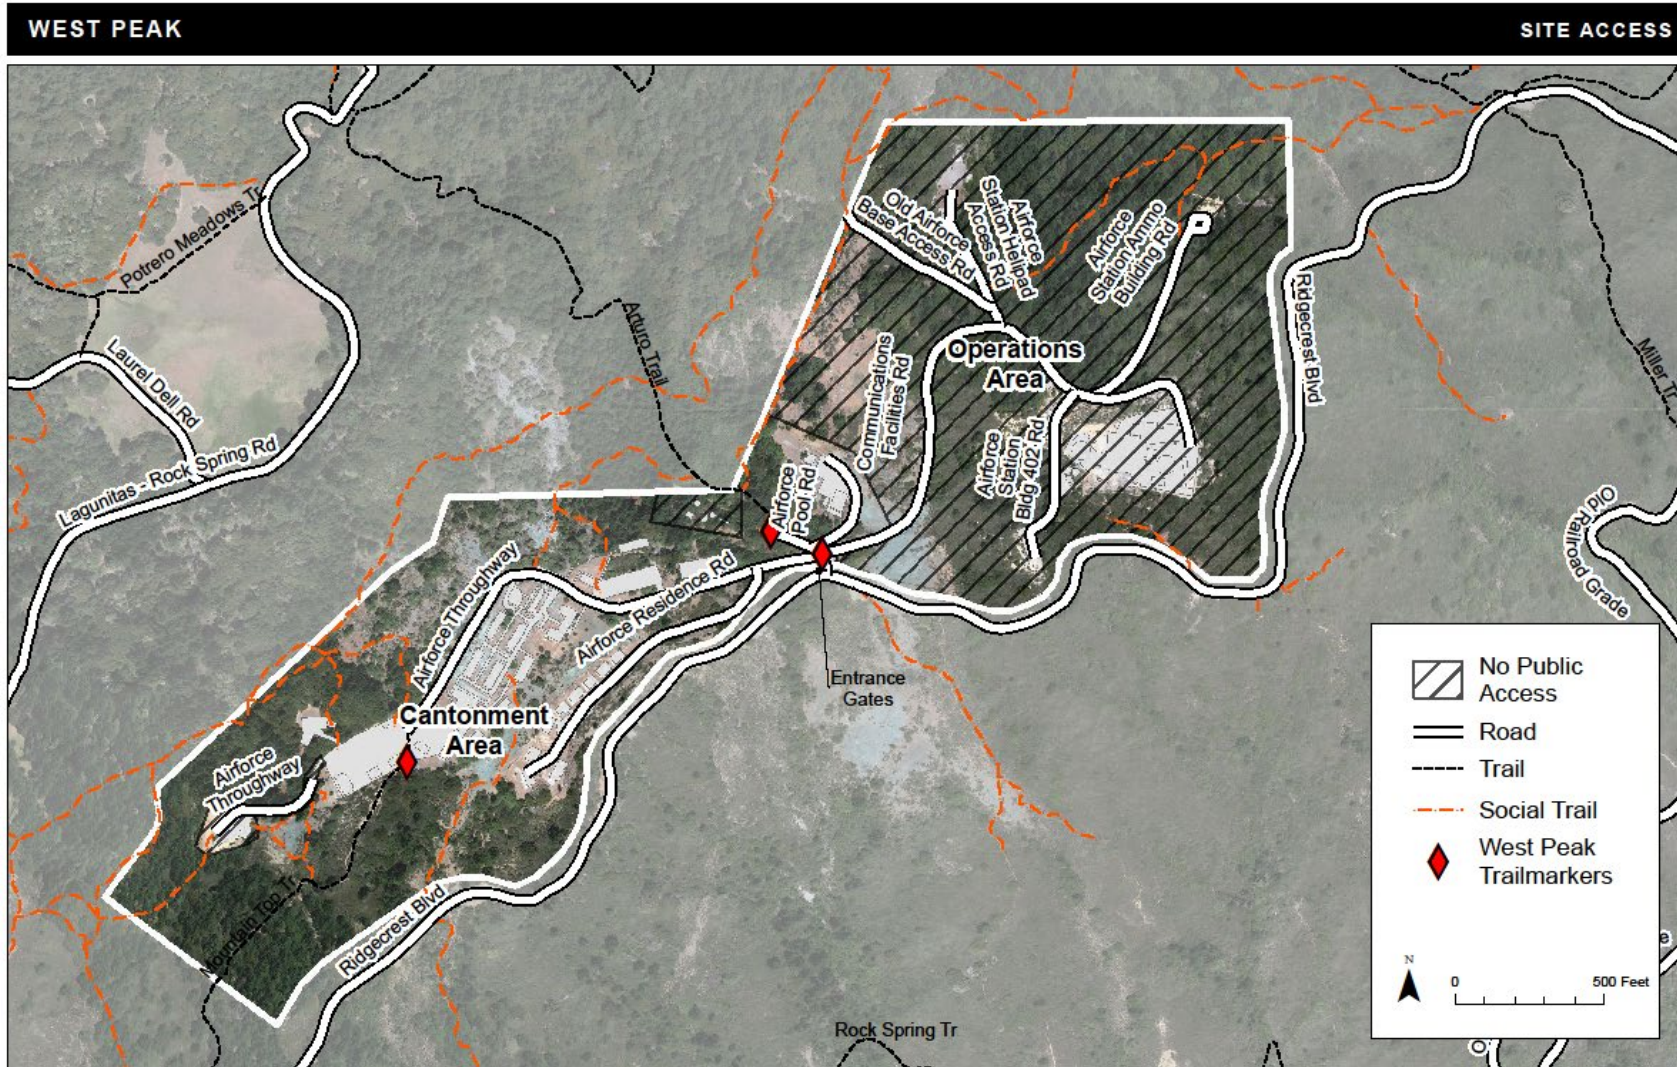 WEST PEAK
SITE ACCESS
Potrero Meadows Tr
Laurel Dell Rd
Lagunitas - Rock Spring Rd
Arturo Trail
Old Airforce
Base Access Rd
Airforce
Station Helipad
Access Rd
Airforce
Station Ammo
Building Rd
Operations
Area
Communications
Facilities Rd
Airforce
Station
Bldg 402 Rd
Ridgecrest Blvd
Miller Tr
Old Railroad Grade
Airforce
Pool Rd
Airforce Throughway
Airforce Residence Rd
Entrance
Gates
Cantonment
Area
Airforce
Throughway
Mountain Top Tr
Ridgecrest Blvd
Rock Spring Tr
No Public
Access
Road
Trail
Social Trail
West Peak
Trailmarkers
N
0 500 Feet